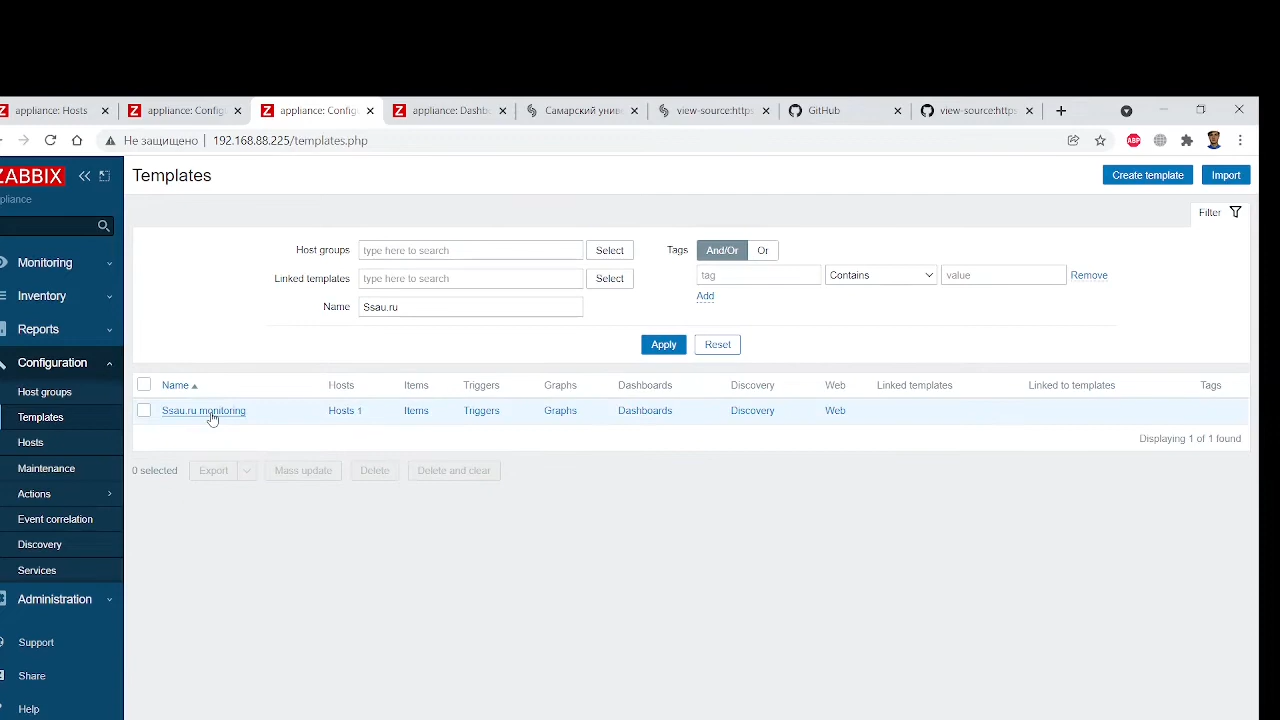 appliance: Hosts
appliance: Config
appliance: Config
appliance: Dashb
Самарский униве
view-source:https
GitHub
view-source:https
Не защищено
192.168.88.225/templates.php
ABP
ZABBIX
pliance
Monitoring
Inventory
Reports
Configuration
Host groups
Templates
Hosts
Maintenance
Actions
Event correlation
Discovery
Services
Administration
Support
Share
Help
Templates
Create template
Import
Filter
Host groups
type here to search
Select
Linked templates
type here to search
Select
Name
Ssau.ru
Tags
And/Or
Or
tag
Contains
value
Remove
Add
Apply
Reset
Name Hosts Items Triggers Graphs Dashboards Discovery Web Linked templates Linked to templates Tags
Ssau.ru monitoring Hosts 1 Items Triggers Graphs Dashboards Discovery Web
Displaying 1 of 1 found
0 selected
Export
Mass update
Delete
Delete and clear